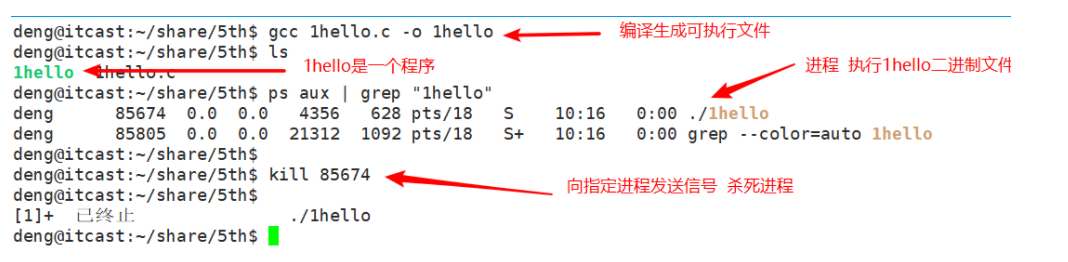 deng@itcast:~/share/5th$ gcc 1hello.c -o 1hello
编译生成可执行文件
deng@itcast:~/share/5th$ ls
1hello 1hello.c
1hello是一个程序
进程 执行1hello二进制文件
deng@itcast:~/share/5th$ ps aux | grep "1hello"
deng 85674 0.0 0.0 4356 628 pts/18 S 10:16 0:00 ./1hello
deng 85805 0.0 0.0 21312 1092 pts/18 S+ 10:16 0:00 grep --color=auto 1hello
deng@itcast:~/share/5th$
deng@itcast:~/share/5th$ kill 85674
向指定进程发送信号 杀死进程
deng@itcast:~/share/5th$
[1]+ 已终止 ./1hello
deng@itcast:~/share/5th$